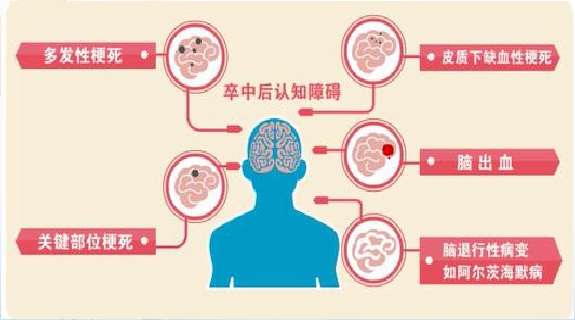 多发性梗死
皮质下缺血性梗死
卒中后认知障碍
脑出血
关键部位梗死
脑退行性病变
如阿尔茨海默病